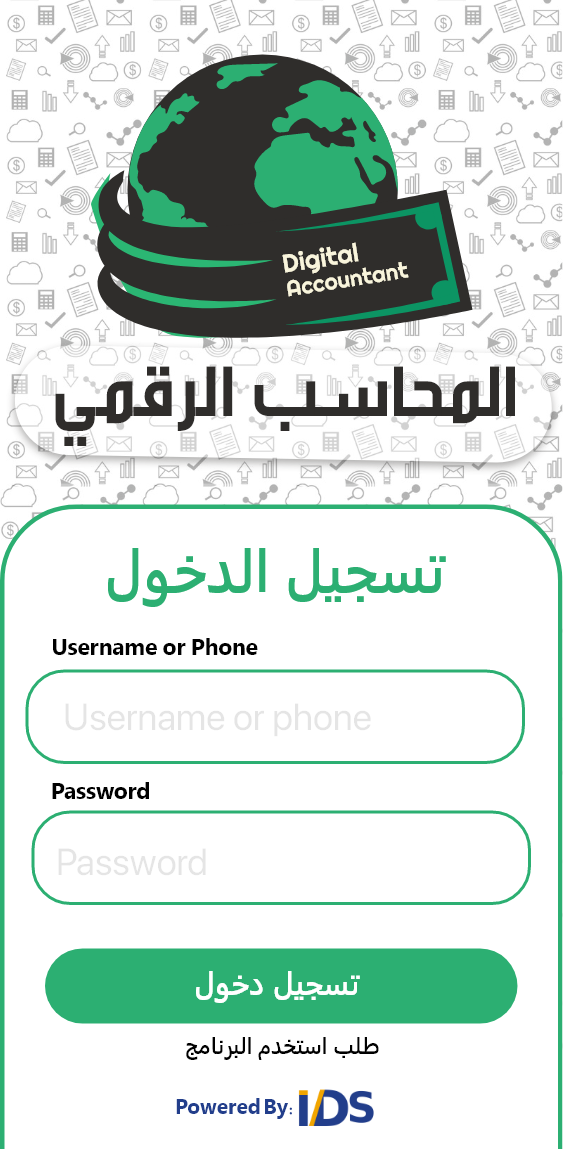 Digital
Accountant
المحاسب الرقمي
تسجيل الدخول
Username or Phone
Username or phone
Password
Password
تسجيل دخول
طلب استخدم البرنامج
Powered By: IDS